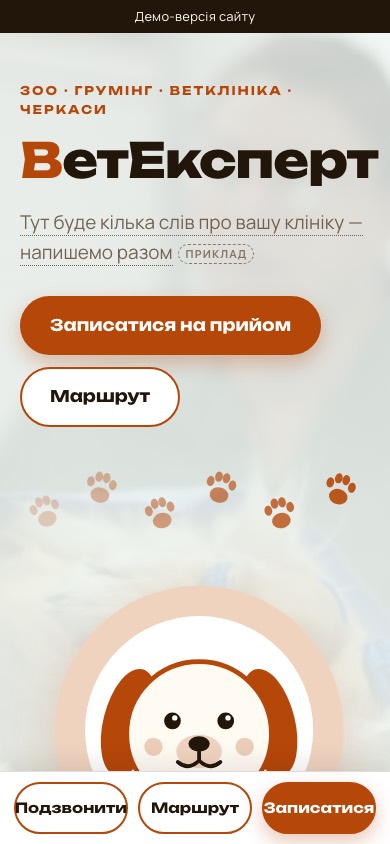 Демо-версія сайту
ЗОО · ГРУМІНГ · ВЕТКЛІНІКА ·
ЧЕРКАСИ
ВетЕксперт
Тут буде кілька слів про вашу клініку —
напишемо разом ПРИКЛАД
Записатися на прийом
Маршрут
Подзвонити Маршрут Записатися